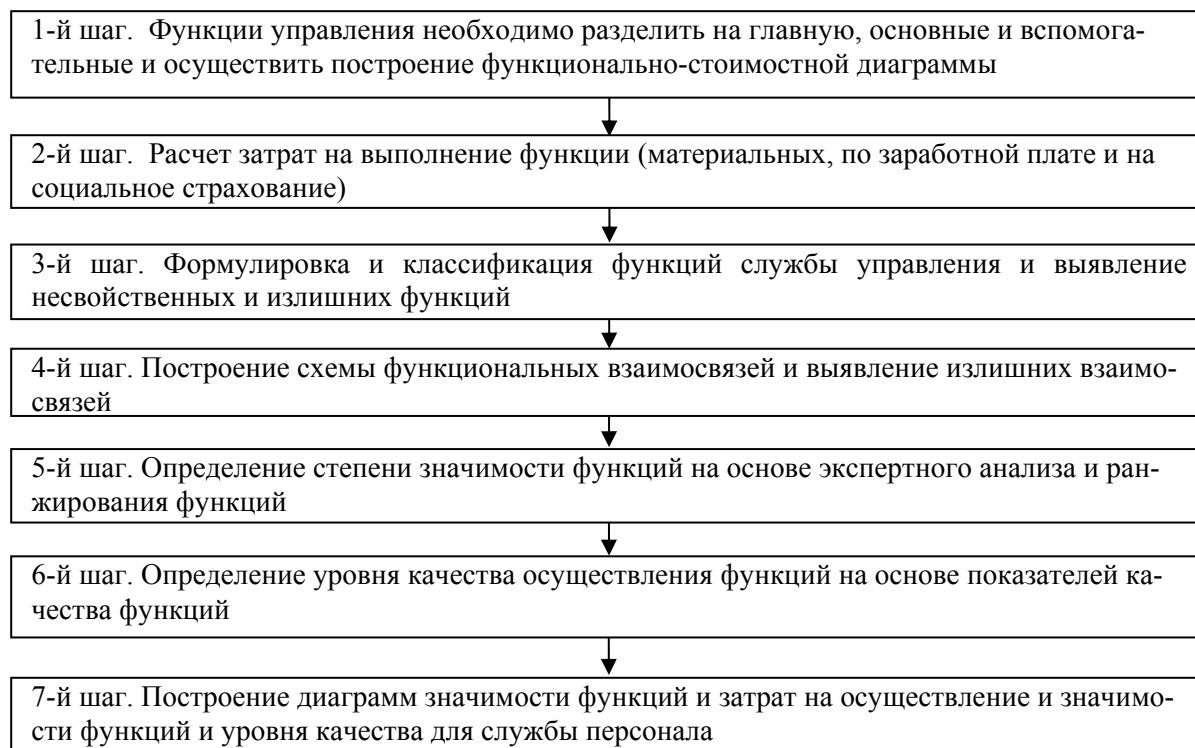 1-й шаг.  Функции управления необходимо разделить на главную, основные и вспомога-
тельные и осуществить построение функционально-стоимостной диаграммы
2-й шаг.  Расчет затрат на выполнение функции (материальных, по заработной плате и на
социальное страхование)
3-й шаг. Формулировка и классификация функций службы управления и выявление
несвойственных и излишних функций
4-й шаг. Построение схемы функциональных взаимосвязей и выявление излишних взаимо-
связей
5-й шаг. Определение степени значимости функций на основе экспертного анализа и ран-
жирования функций
6-й шаг. Определение уровня качества осуществления функций на основе показателей ка-
чества функций
7-й шаг. Построение диаграмм значимости функций и затрат на осуществление и значимо-
сти функций и уровня качества для службы персонала